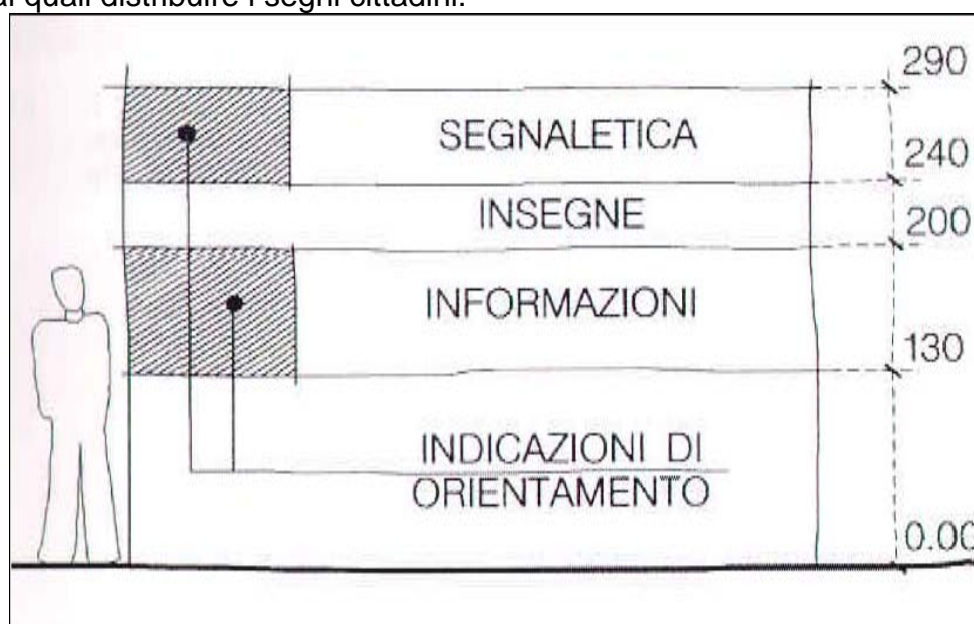 ai quali distribuire i segni cittadini.
290
SEGNALETICA
240
INSEGNE
200
INFORMAZIONI
130
INDICAZIONI DI
ORIENTAMENTO
0.00